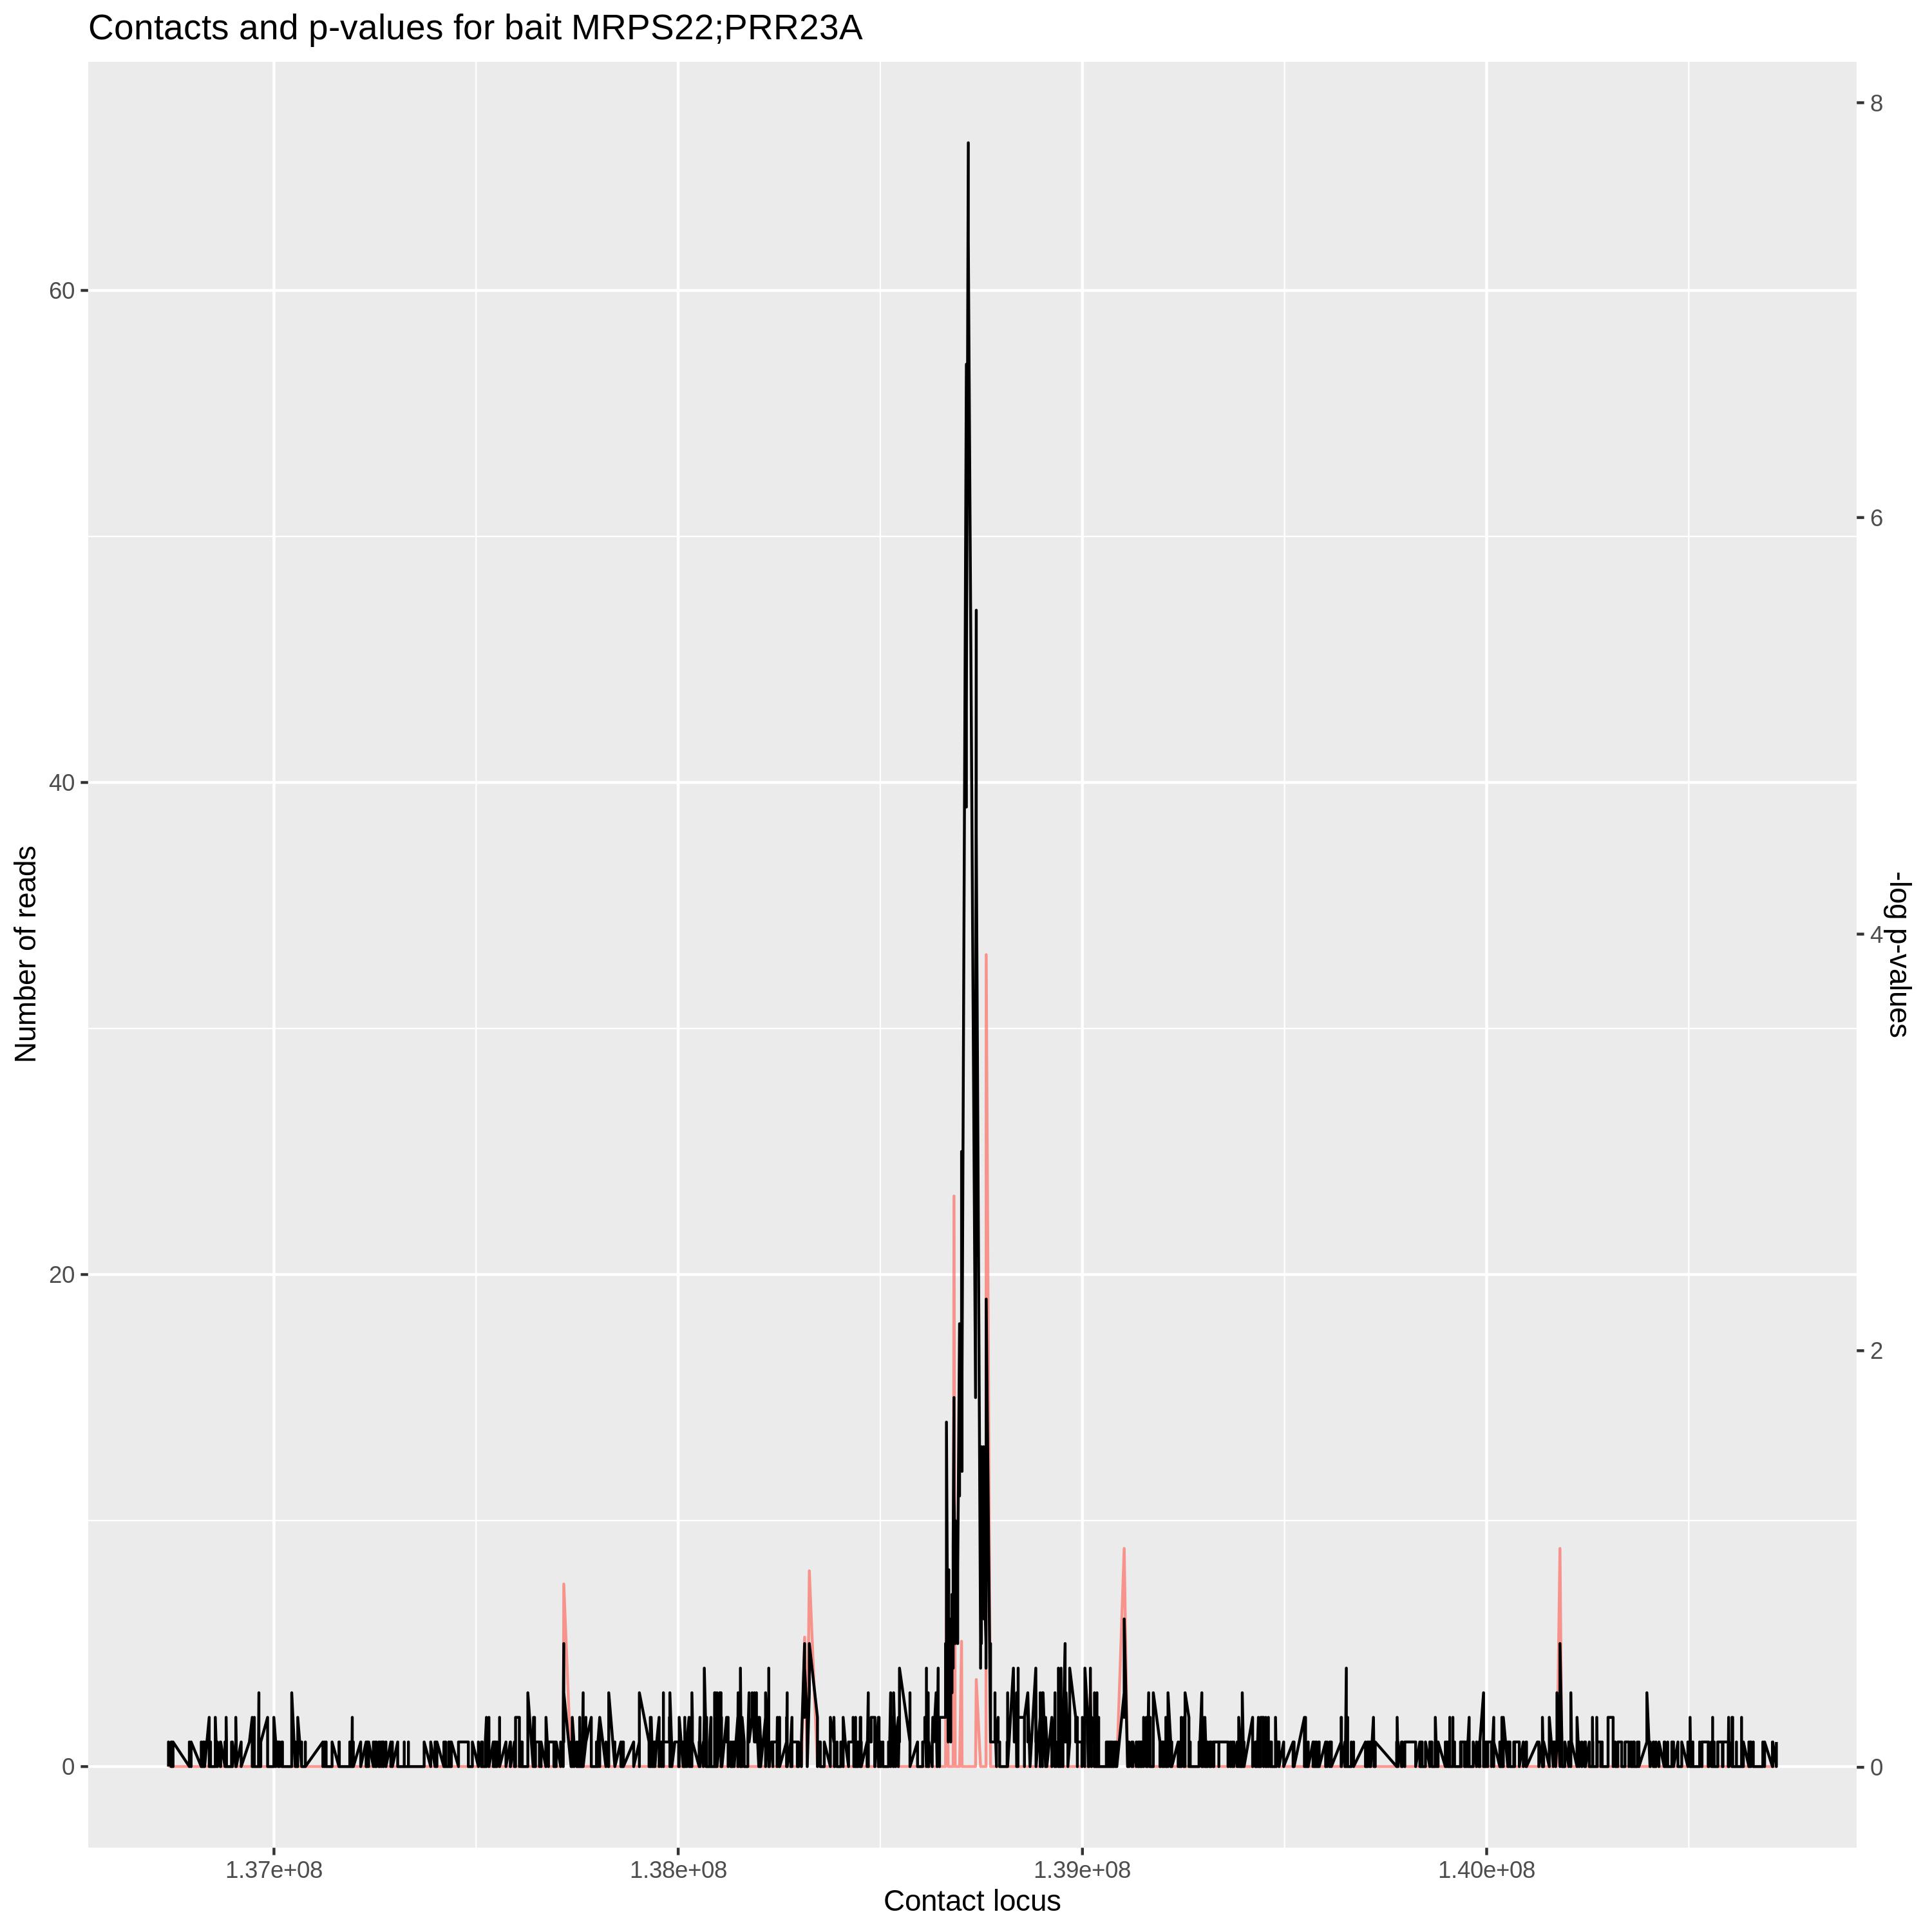 Contacts and p-values for bait MRPS22;PRR23A
Number of reads
60
40
20
0
8
6
4
2
0
-log p-values
1.37e+08
1.38e+08
1.39e+08
1.40e+08
Contact locus